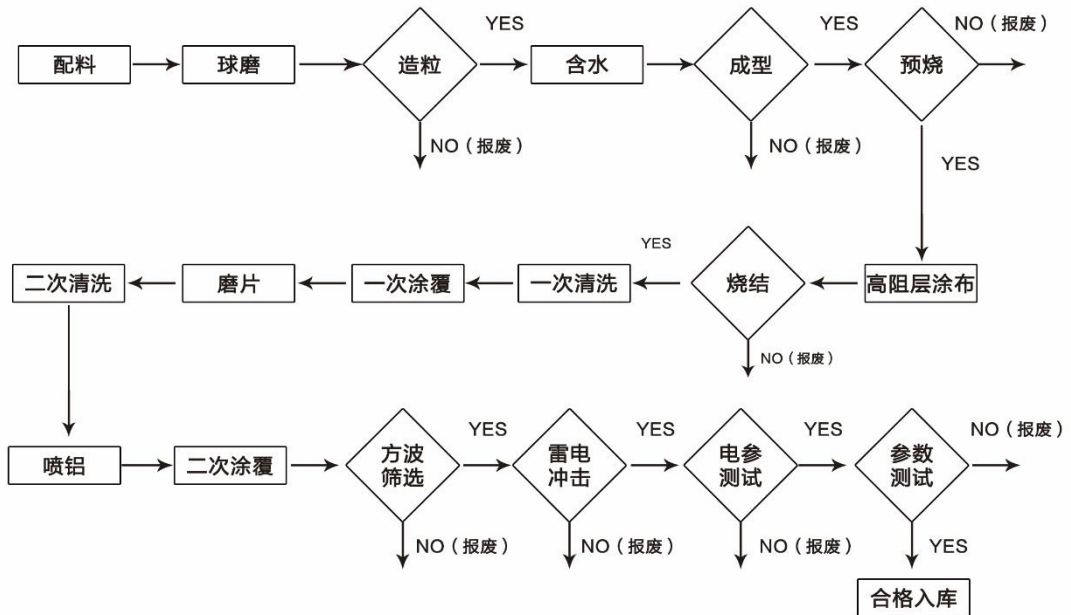 YES
YES
NO（报废）
配料
球磨
造粒
含水
成型
预烧
NO（报废）
NO（报废）
YES
二次清洗
磨片
一次涂覆
一次清洗
YES
烧结
高阻层涂布
NO（报废）
喷铝
二次涂覆
方波
筛选
YES
雷电
冲击
YES
电参
测试
YES
参数
测试
NO（报废）
NO（报废）
NO（报废）
NO（报废）
YES
合格入库